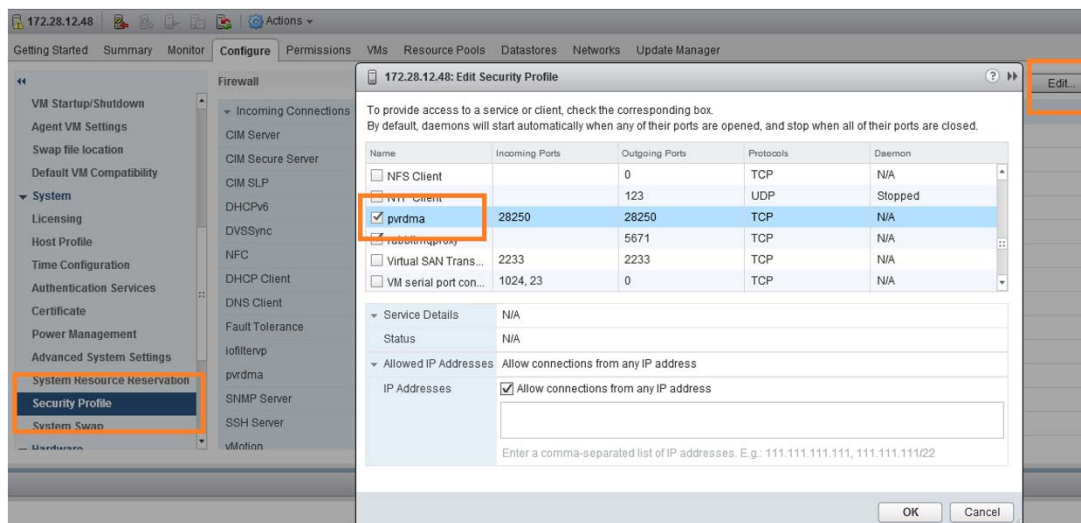 172.28.12.48 Actions
Getting Started Summary Monitor Configure Permissions VMs Resource Pools Datastores Networks Update Manager
VM Startup/Shutdown
Agent VM Settings
Swap file location
Default VM Compatibility
System
Licensing
Host Profile
Time Configuration
Authentication Services
Certificate
Power Management
Advanced System Settings
System Resource Reservation
Security Profile
System Swap
Hardware
Firewall
Incoming Connections
CIM Server
CIM Secure Server
CIM SLP
DHCPv6
DVSSync
NFC
DHCP Client
DNS Client
Fault Tolerance
iofiltervp
pvrdma
SNMP Server
SSH Server
vMotion
Edit...
172.28.12.48: Edit Security Profile
To provide access to a service or client, check the corresponding box.
By default, daemons will start automatically when any of their ports are opened, and stop when all of their ports are closed.
Name Incoming Ports Outgoing Ports Protocols Daemon
NFS Client 0 TCP N/A
NTP Client 123 UDP Stopped
pvrdma 28250 28250 TCP N/A
rabbitmqproxy 5671 TCP N/A
Virtual SAN Trans... 2233 2233 TCP N/A
VM serial port con... 1024, 23 0 TCP N/A
Service Details N/A
Status N/A
Allowed IP Addresses Allow connections from any IP address
IP Addresses Allow connections from any IP address
Enter a comma-separated list of IP addresses. E.g.: 111.111.111.111, 111.111.111/22
OK Cancel